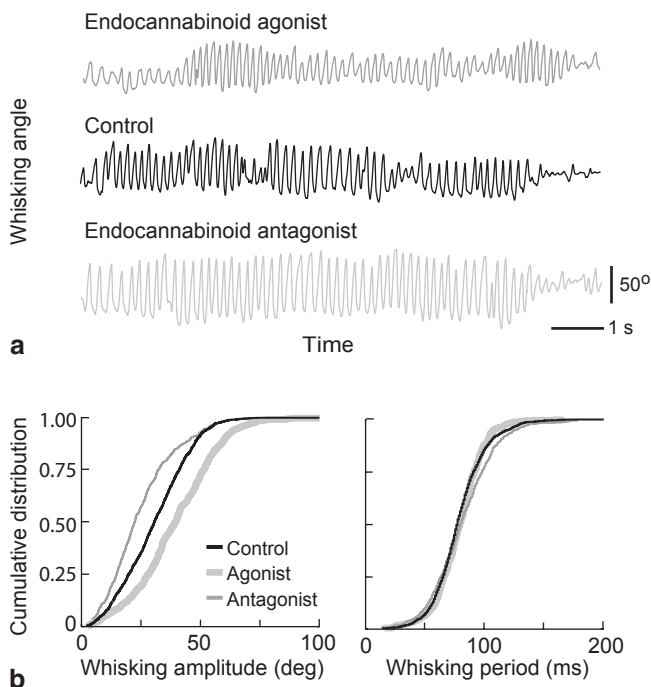 Endocannabinoid agonist
Whisking angle
Control
Endocannabinoid antagonist
50º
1 s
a
Time
Cumulative distribution
1.00
0.75
0.50
0.25
0
Control
Agonist
Antagonist
0 50 100
0 100 200
b
Whisking amplitude (deg)
Whisking period (ms)